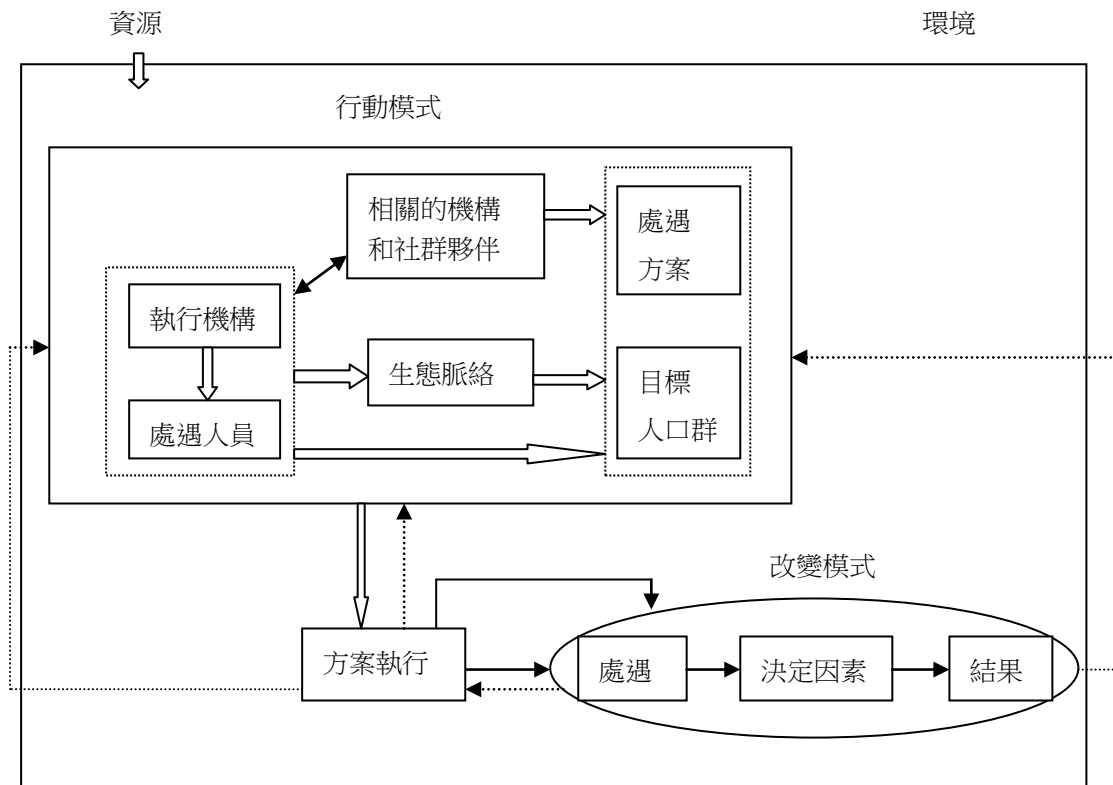 資源
環境
行動模式
相關的機構
和社群夥伴
處遇
方案
執行機構
生態脈絡
目標
人口群
處遇人員
改變模式
方案執行
處遇
決定因素
結果